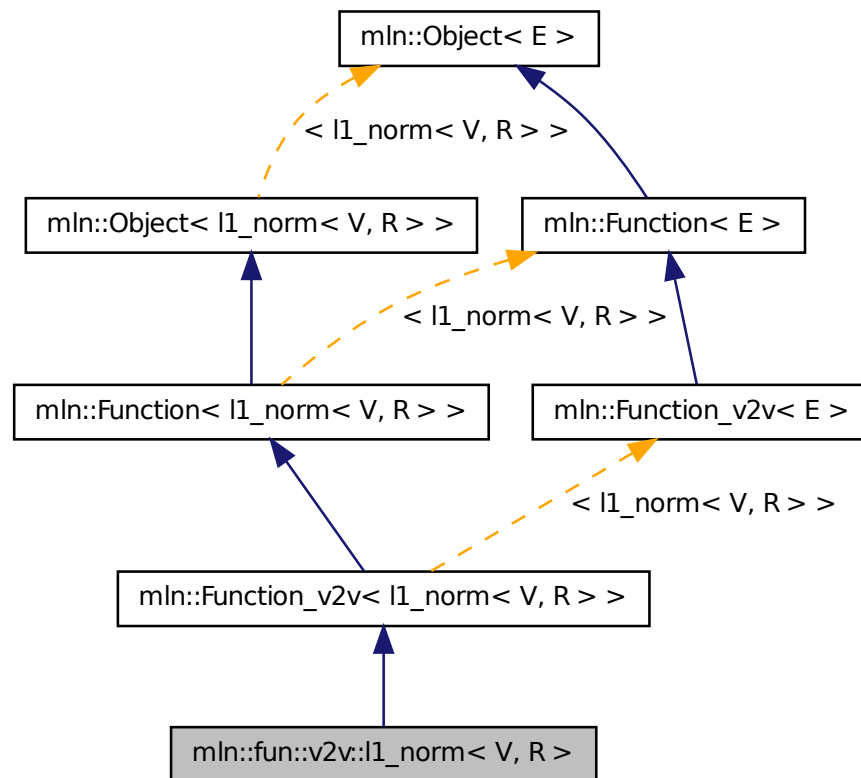 mln::Object< E >
< l1_norm< V, R > >
mln::Object< l1_norm< V, R > >
mln::Function< E >
< l1_norm< V, R > >
mln::Function< l1_norm< V, R > >
mln::Function_v2v< E >
< l1_norm< V, R > >
mln::Function_v2v< l1_norm< V, R > >
mln::fun::v2v::l1_norm< V, R >